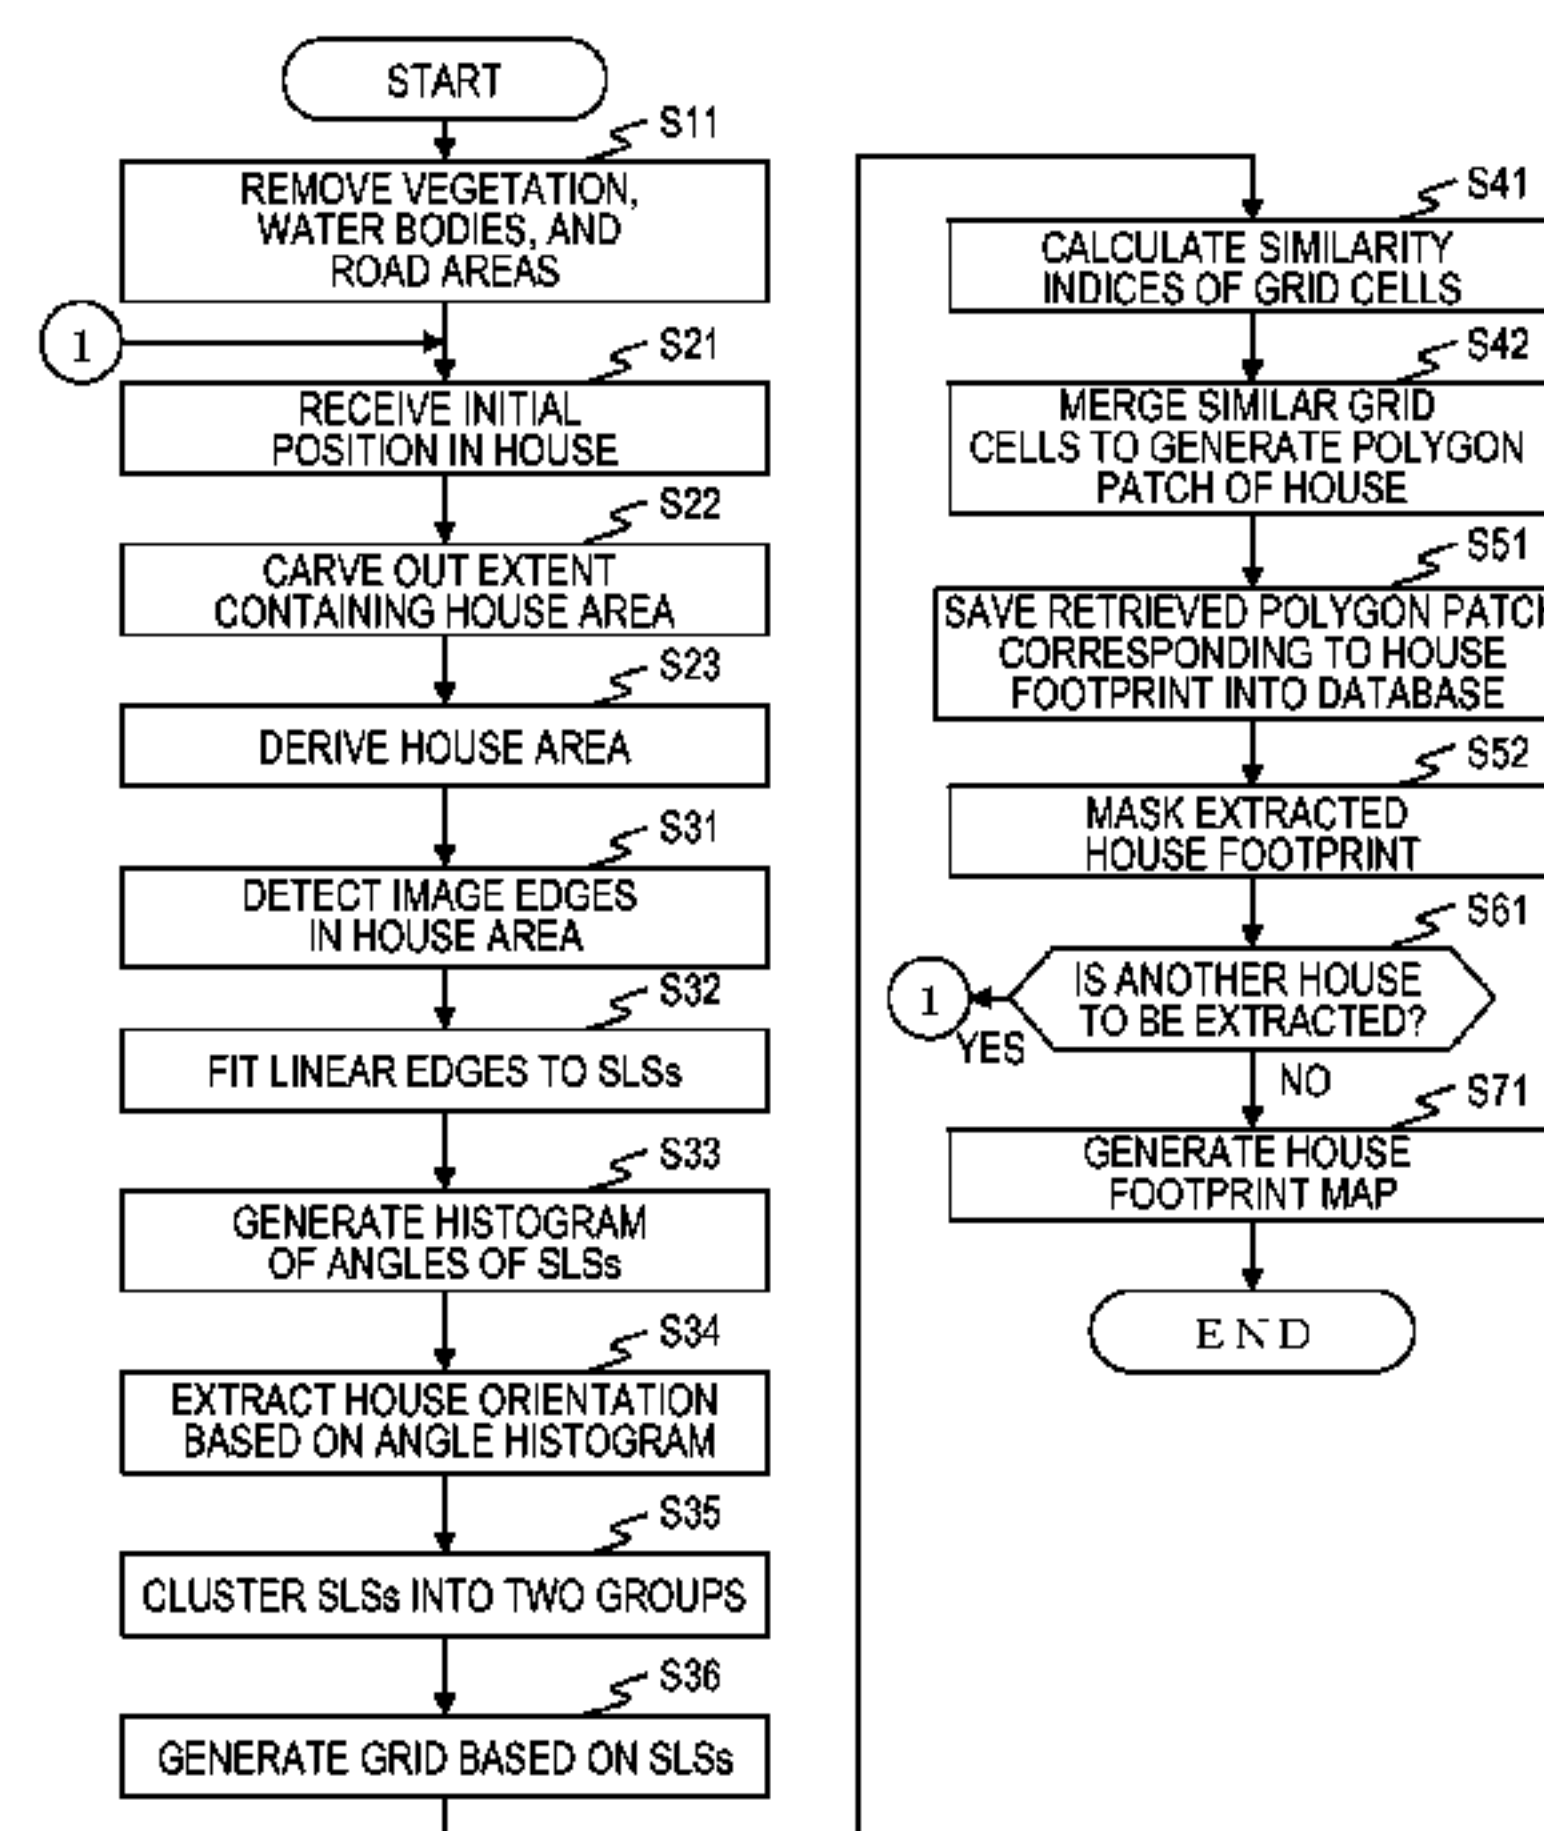 START
S11
REMOVE VEGETATION,
WATER BODIES, AND
ROAD AREAS
1
S21
RECEIVE INITIAL
POSITION IN HOUSE
S22
CARVE OUT EXTENT
CONTAINING HOUSE AREA
S23
DERIVE HOUSE AREA
S31
DETECT IMAGE EDGES
IN HOUSE AREA
S32
FIT LINEAR EDGES TO SLSs
S33
GENERATE HISTOGRAM
OF ANGLES OF SLSs
S34
EXTRACT HOUSE ORIENTATION
BASED ON ANGLE HISTOGRAM
S35
CLUSTER SLSs INTO TWO GROUPS
S36
GENERATE GRID BASED ON SLSs
S41
CALCULATE SIMILARITY
INDICES OF GRID CELLS
S42
MERGE SIMILAR GRID
CELLS TO GENERATE POLYGON
PATCH OF HOUSE
S51
SAVE RETRIEVED POLYGON PATCH
CORRESPONDING TO HOUSE
FOOTPRINT INTO DATABASE
S52
MASK EXTRACTED
HOUSE FOOTPRINT
S61
IS ANOTHER HOUSE
TO BE EXTRACTED?
1
YES
NO
S71
GENERATE HOUSE
FOOTPRINT MAP
END